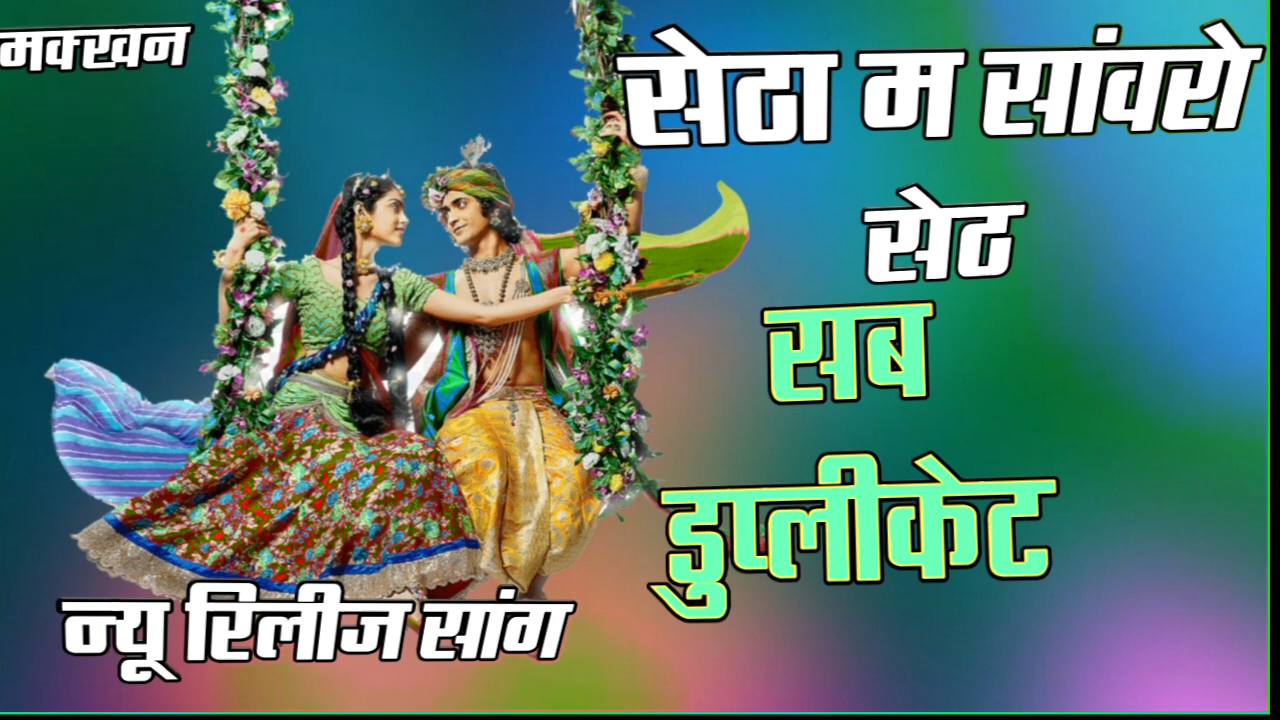 मक्खन
सेठा म सांवरो
सेठ
सब
डुप्लीकेट
न्यू रिलीज सांग